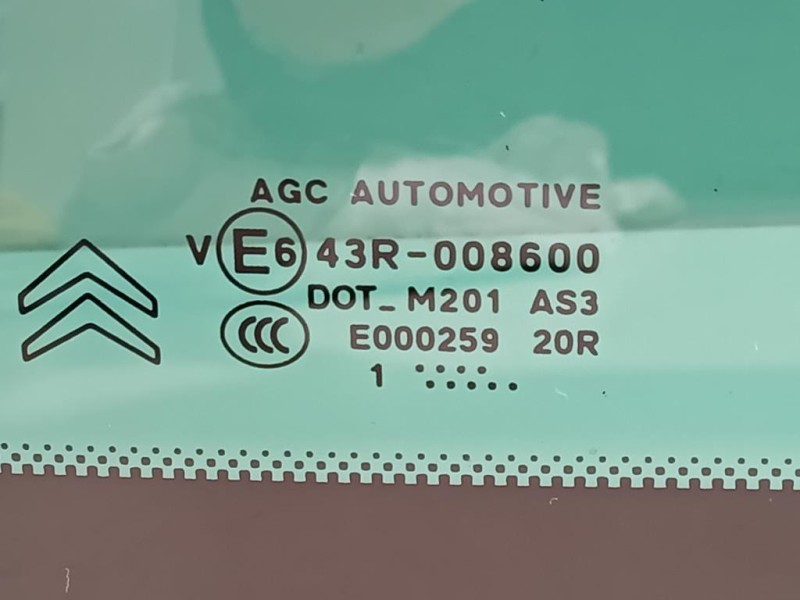 AGC AUTOMOTIVE
V E6 43R-008600
DOT_M201 AS3
CCC E000259 20R
1 ..........